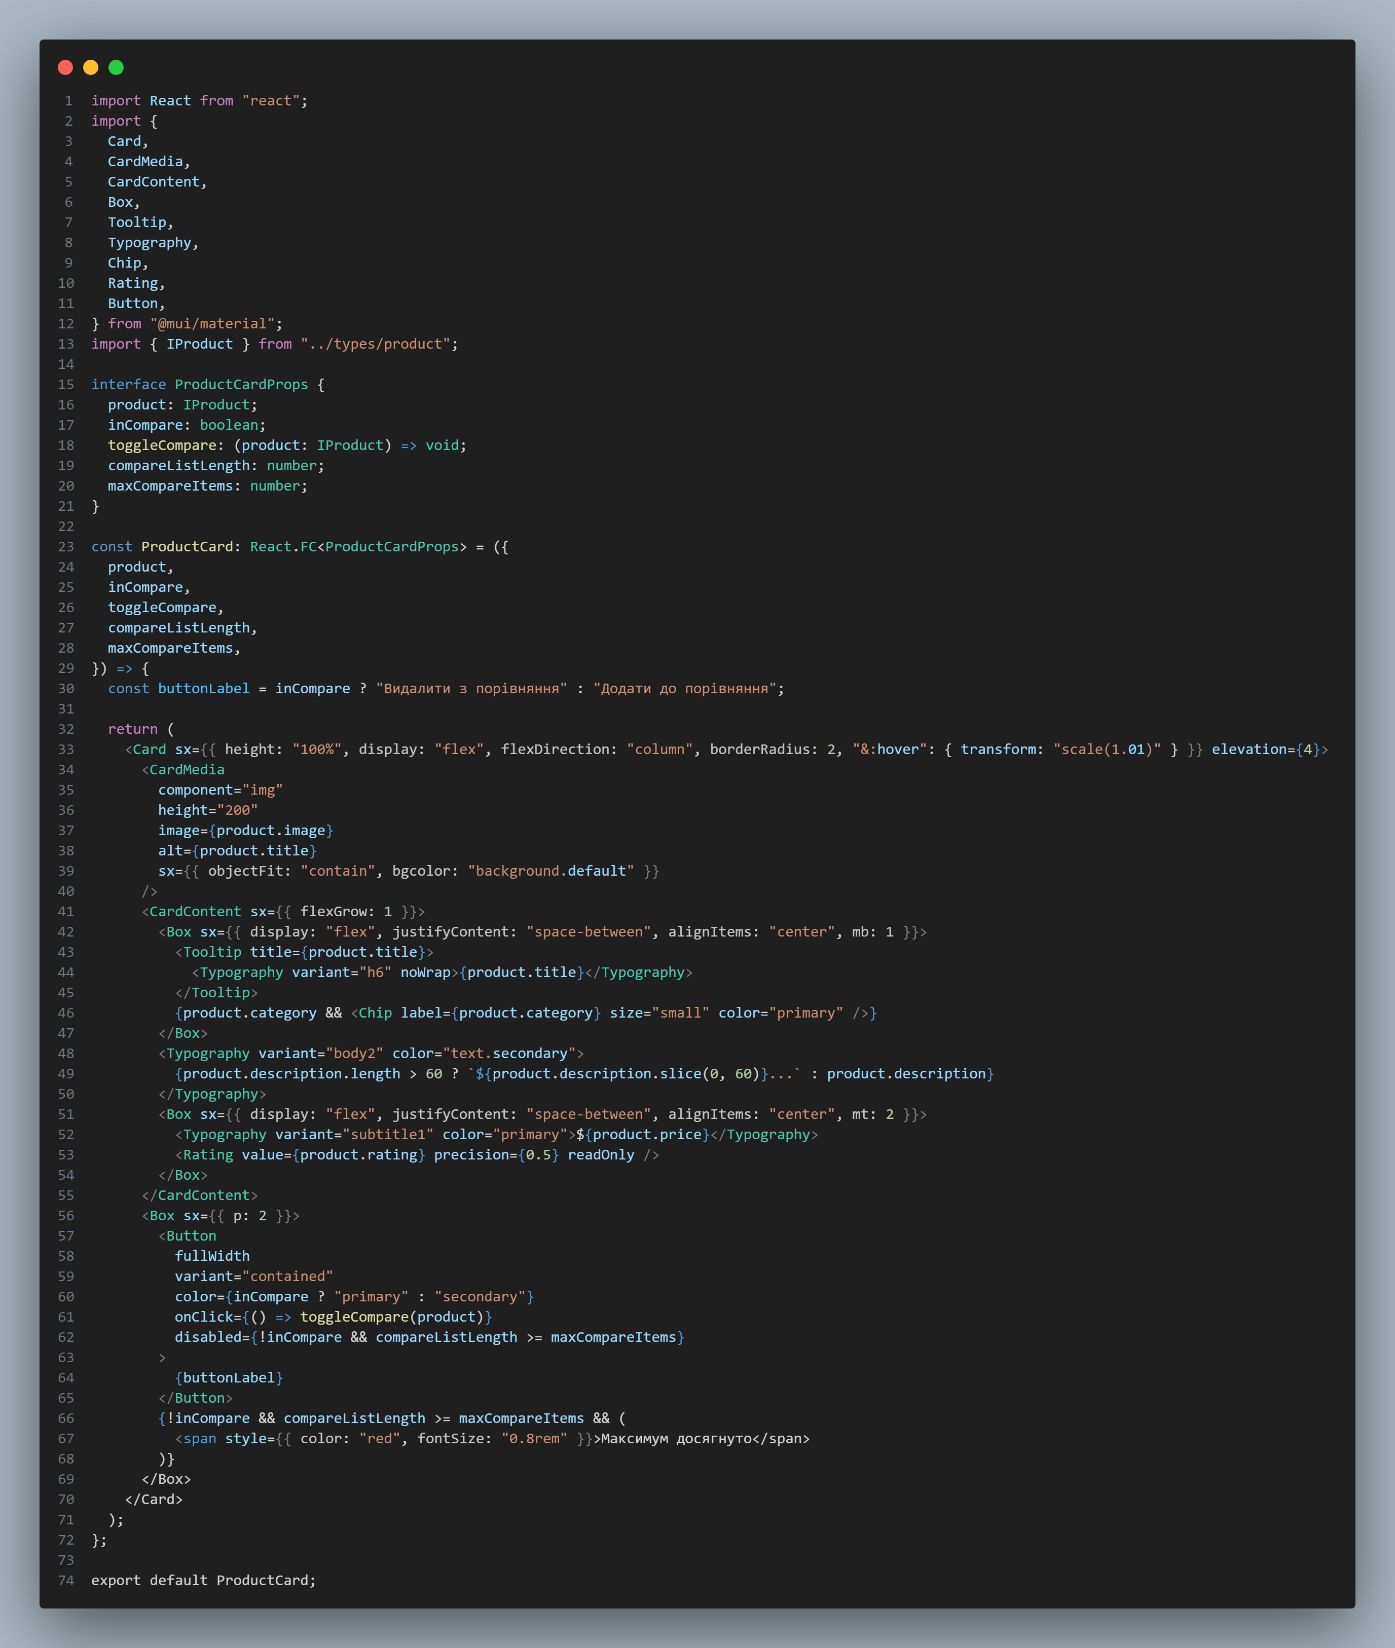 1 import React from "react";
2 import {
3   Card,
4   CardMedia,
5   CardContent,
6   Box,
7   Tooltip,
8   Typography,
9   Chip,
10   Rating,
11   Button,
12 } from "@mui/material";
13 import { IProduct } from "../types/product";
14
15 interface ProductCardProps {
16   product: IProduct;
17   inCompare: boolean;
18   toggleCompare: (product: IProduct) => void;
19   compareListLength: number;
20   maxCompareItems: number;
21 }
22
23 const ProductCard: React.FC<ProductCardProps> = ({
24   product,
25   inCompare,
26   toggleCompare,
27   compareListLength,
28   maxCompareItems,
29 }) => {
30   const buttonLabel = inCompare ? "Видалити з порівняння" : "Додати до порівняння";
31
32   return (
33     <Card sx={{ height: "100%", display: "flex", flexDirection: "column", borderRadius: 2, "&:hover": { transform: "scale(1.01)" } }} elevation={4}>
34       <CardMedia
35         component="img"
36         height="200"
37         image={product.image}
38         alt={product.title}
39         sx={{ objectFit: "contain", bgcolor: "background.default" }}
40       />
41       <CardContent sx={{ flexGrow: 1 }}>
42         <Box sx={{ display: "flex", justifyContent: "space-between", alignItems: "center", mb: 1 }}>
43           <Tooltip title={product.title}>
44             <Typography variant="h6" noWrap>{product.title}</Typography>
45           </Tooltip>
46           {product.category && <Chip label={product.category} size="small" color="primary" />}
47         </Box>
48         <Typography variant="body2" color="text.secondary">
49           {product.description.length > 60 ? `${product.description.slice(0, 60)}...` : product.description}
50         </Typography>
51         <Box sx={{ display: "flex", justifyContent: "space-between", alignItems: "center", mt: 2 }}>
52           <Typography variant="subtitle1" color="primary">${product.price}</Typography>
53           <Rating value={product.rating} precision={0.5} readOnly />
54         </Box>
55       </CardContent>
56       <Box sx={{ p: 2 }}>
57         <Button
58           fullWidth
59           variant="contained"
60           color={inCompare ? "primary" : "secondary"}
61           onClick={() => toggleCompare(product)}
62           disabled={!inCompare && compareListLength >= maxCompareItems}
63         >
64           {buttonLabel}
65         </Button>
66         {!inCompare && compareListLength >= maxCompareItems && (
67           <span style={{ color: "red", fontSize: "0.8rem" }}>Максимум досягнуто</span>
68         )}
69       </Box>
70     </Card>
71   );
72 };
73
74 export default ProductCard;